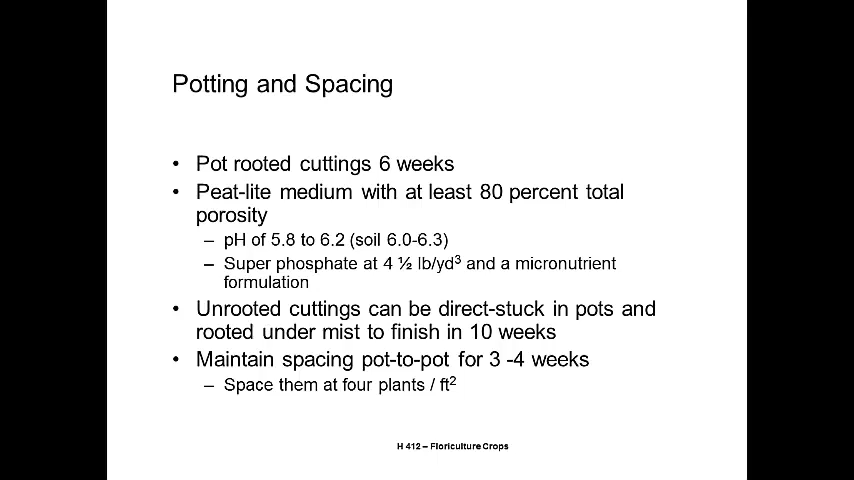 Potting and Spacing
• Pot rooted cuttings 6 weeks
• Peat-lite medium with at least 80 percent total
porosity
– pH of 5.8 to 6.2 (soil 6.0-6.3)
– Super phosphate at 4 ½ lb/yd³ and a micronutrient
formulation
• Unrooted cuttings can be direct-stuck in pots and
rooted under mist to finish in 10 weeks
• Maintain spacing pot-to-pot for 3 -4 weeks
– Space them at four plants / ft²
H 412 – Floriculture Crops